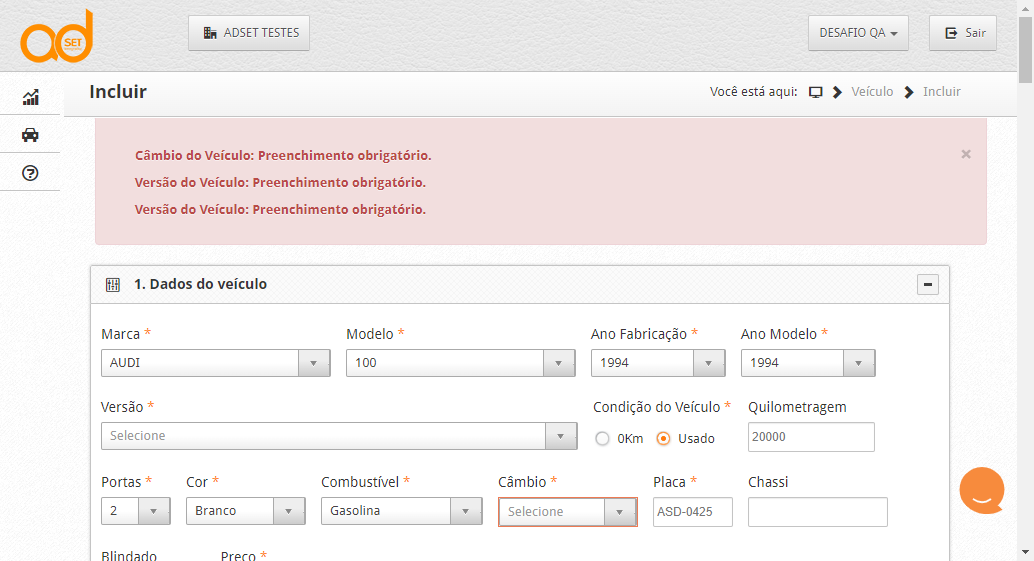 ad SET
ADSET TESTES
DESAFIO QA
Sair
Incluir
Você está aqui: Veículo Incluir
Câmbio do Veículo: Preenchimento obrigatório.
Versão do Veículo: Preenchimento obrigatório.
Versão do Veículo: Preenchimento obrigatório.
1. Dados do veículo
Marca * Modelo * Ano Fabricação * Ano Modelo *
AUDI 100 1994 1994
Versão * Condição do Veículo * Quilometragem
Selecione 0Km Usado 20000
Portas * Cor * Combustível * Câmbio * Placa * Chassi
2 Branco Gasolina Selecione ASD-0425
Blindado Preço *